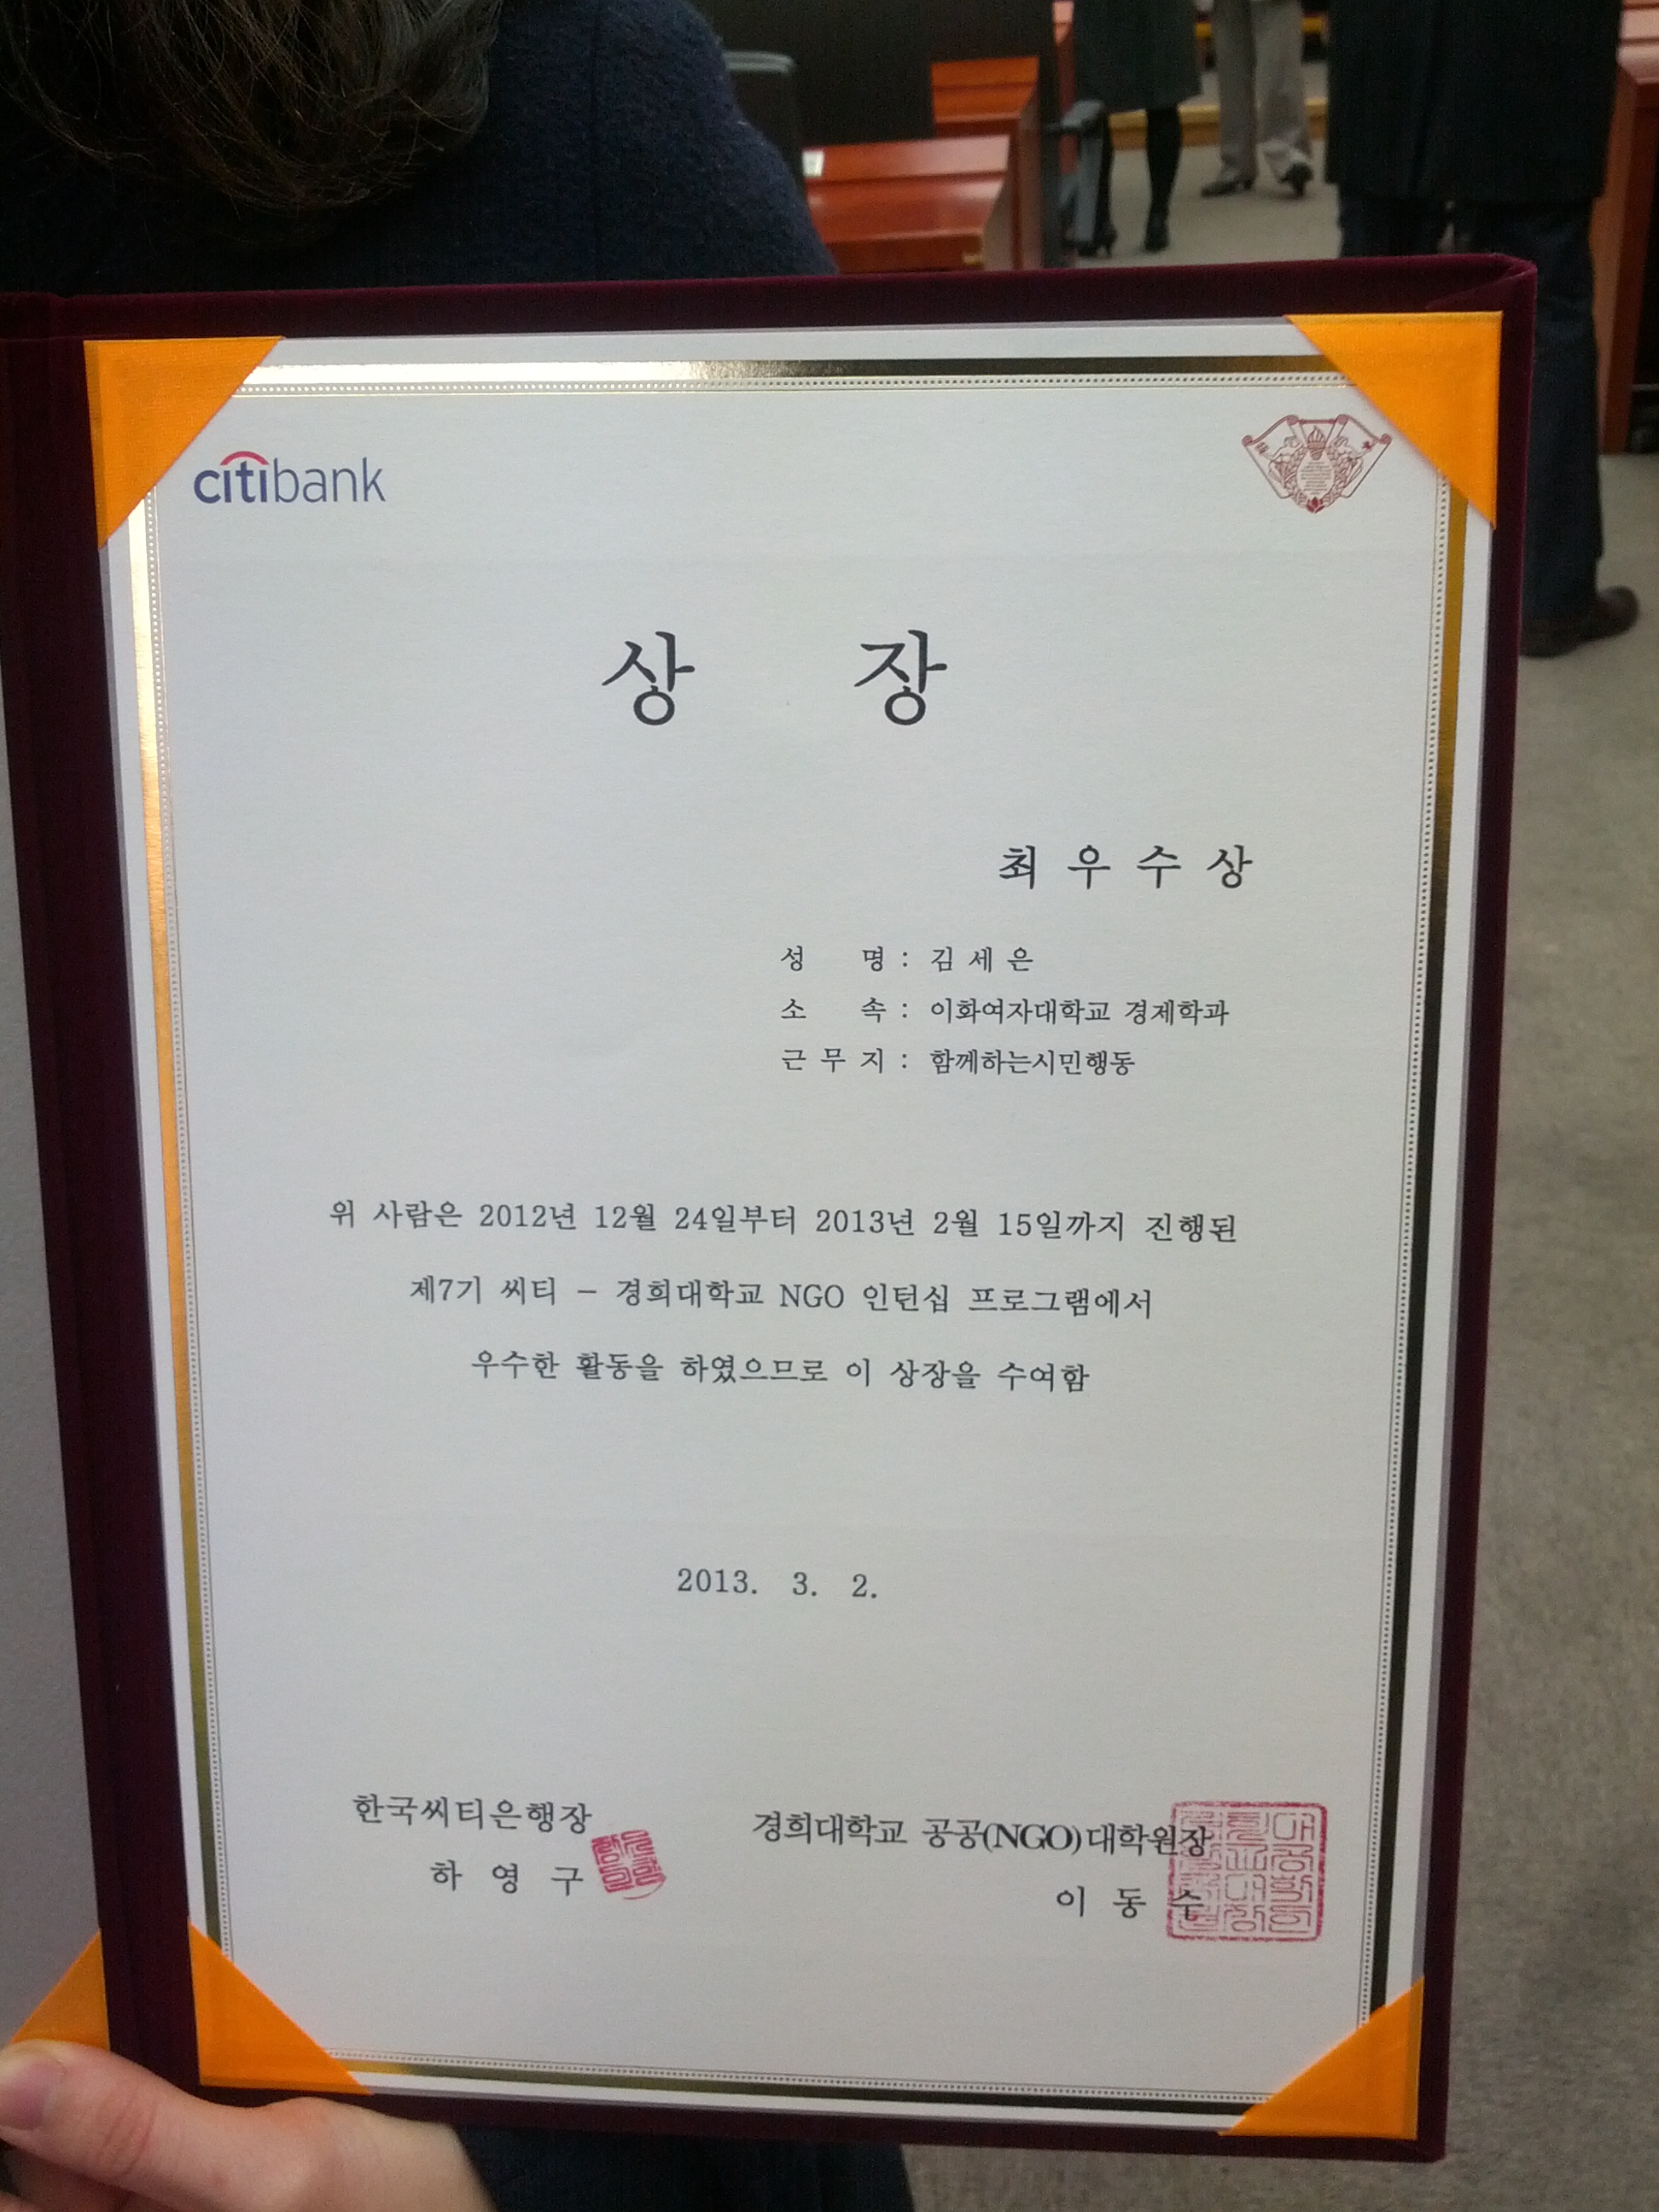 citibank
상 장
최 우 수 상
성 명 : 김 세 은
소 속 : 이화여자대학교 경제학과
근 무 지 : 함께하는시민행동
위 사람은 2012년 12월 24일부터 2013년 2월 15일까지 진행된
제7기 씨티 - 경희대학교 NGO 인턴십 프로그램에서
우수한 활동을 하였으므로 이 상장을 수여함
2013. 3. 2.
한국씨티은행장
하 영 구
경희대학교 공공(NGO)대학원장
이 동 수